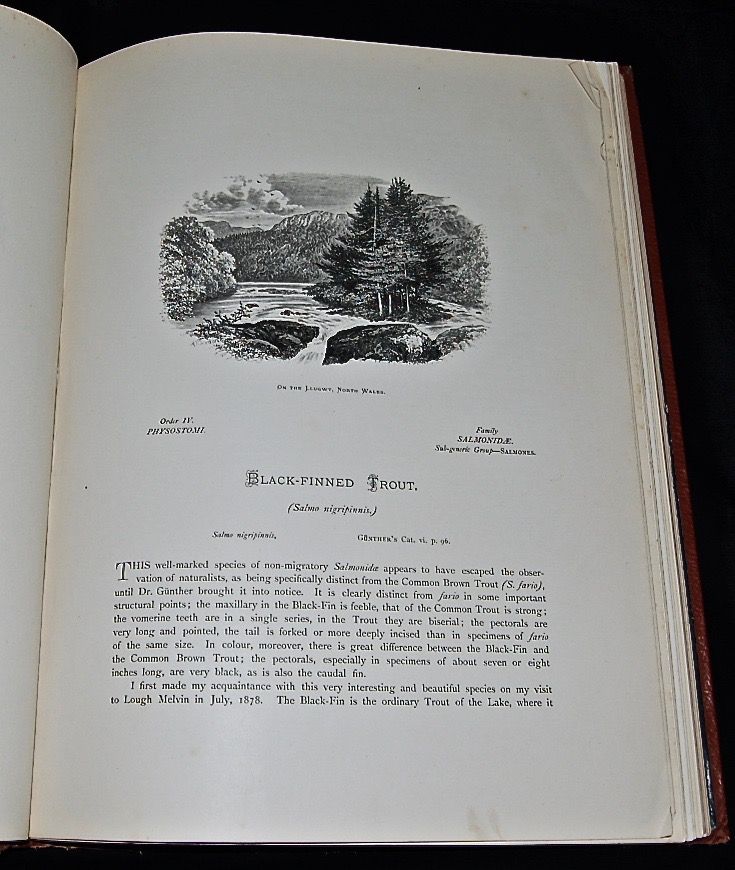 On the Llugwy, North Wales.
Order IV.
PHYSOSTOMI.
Family
SALMONIDÆ.
Sub-generic Group—Salmones.
Black-finned Trout.
(Salmo nigripinnis.)
Salmo nigripinnis, Günther's Cat. vi. p. 96.
THIS well-marked species of non-migratory Salmonidæ appears to have escaped the obser-
vation of naturalists, as being specifically distinct from the Common Brown Trout (S. fario),
until Dr. Günther brought it into notice. It is clearly distinct from fario in some important
structural points; the maxillary in the Black-Fin is feeble, that of the Common Trout is strong;
the vomerine teeth are in a single series, in the Trout they are biserial; the pectorals are
very long and pointed, the tail is forked or more deeply incised than in specimens of fario
of the same size. In colour, moreover, there is great difference between the Black-Fin and
the Common Brown Trout; the pectorals, especially in specimens of about seven or eight
inches long, are very black, as is also the caudal fin.
I first made my acquaintance with this very interesting and beautiful species on my visit
to Lough Melvin in July, 1878. The Black-Fin is the ordinary Trout of the Lake, where it